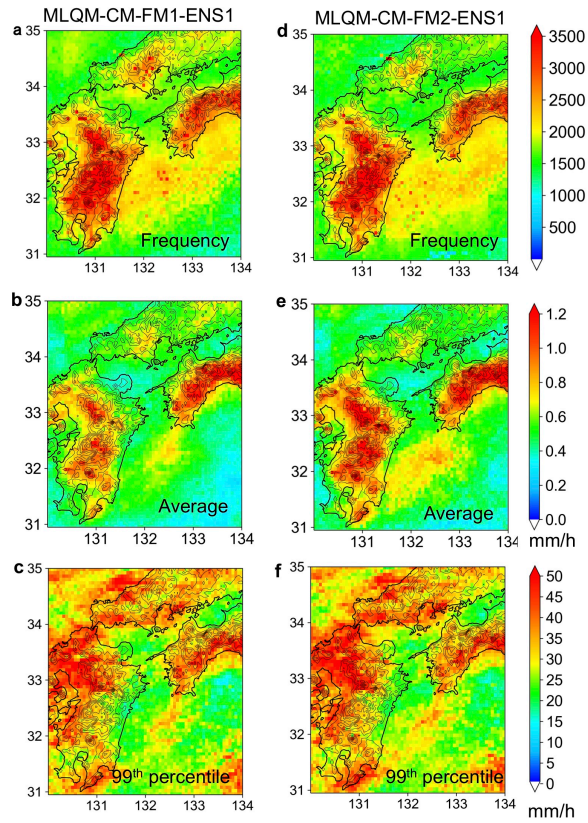 MLQM-CM-FM1-ENS1
MLQM-CM-FM2-ENS1
a
35
34
33
32
31
131 132 133 134
Frequency
d
35
34
33
32
31
131 132 133 134
Frequency
3500
3000
2500
2000
1500
1000
500
b
35
34
33
32
31
131 132 133 134
Average
e
35
34
33
32
31
131 132 133 134
Average
1.2
1.0
0.8
0.6
0.4
0.2
0.0
mm/h
c
35
34
33
32
31
131 132 133 134
99th percentile
f
35
34
33
32
31
131 132 133 134
99th percentile
50
45
40
35
30
25
20
15
10
5
0
mm/h